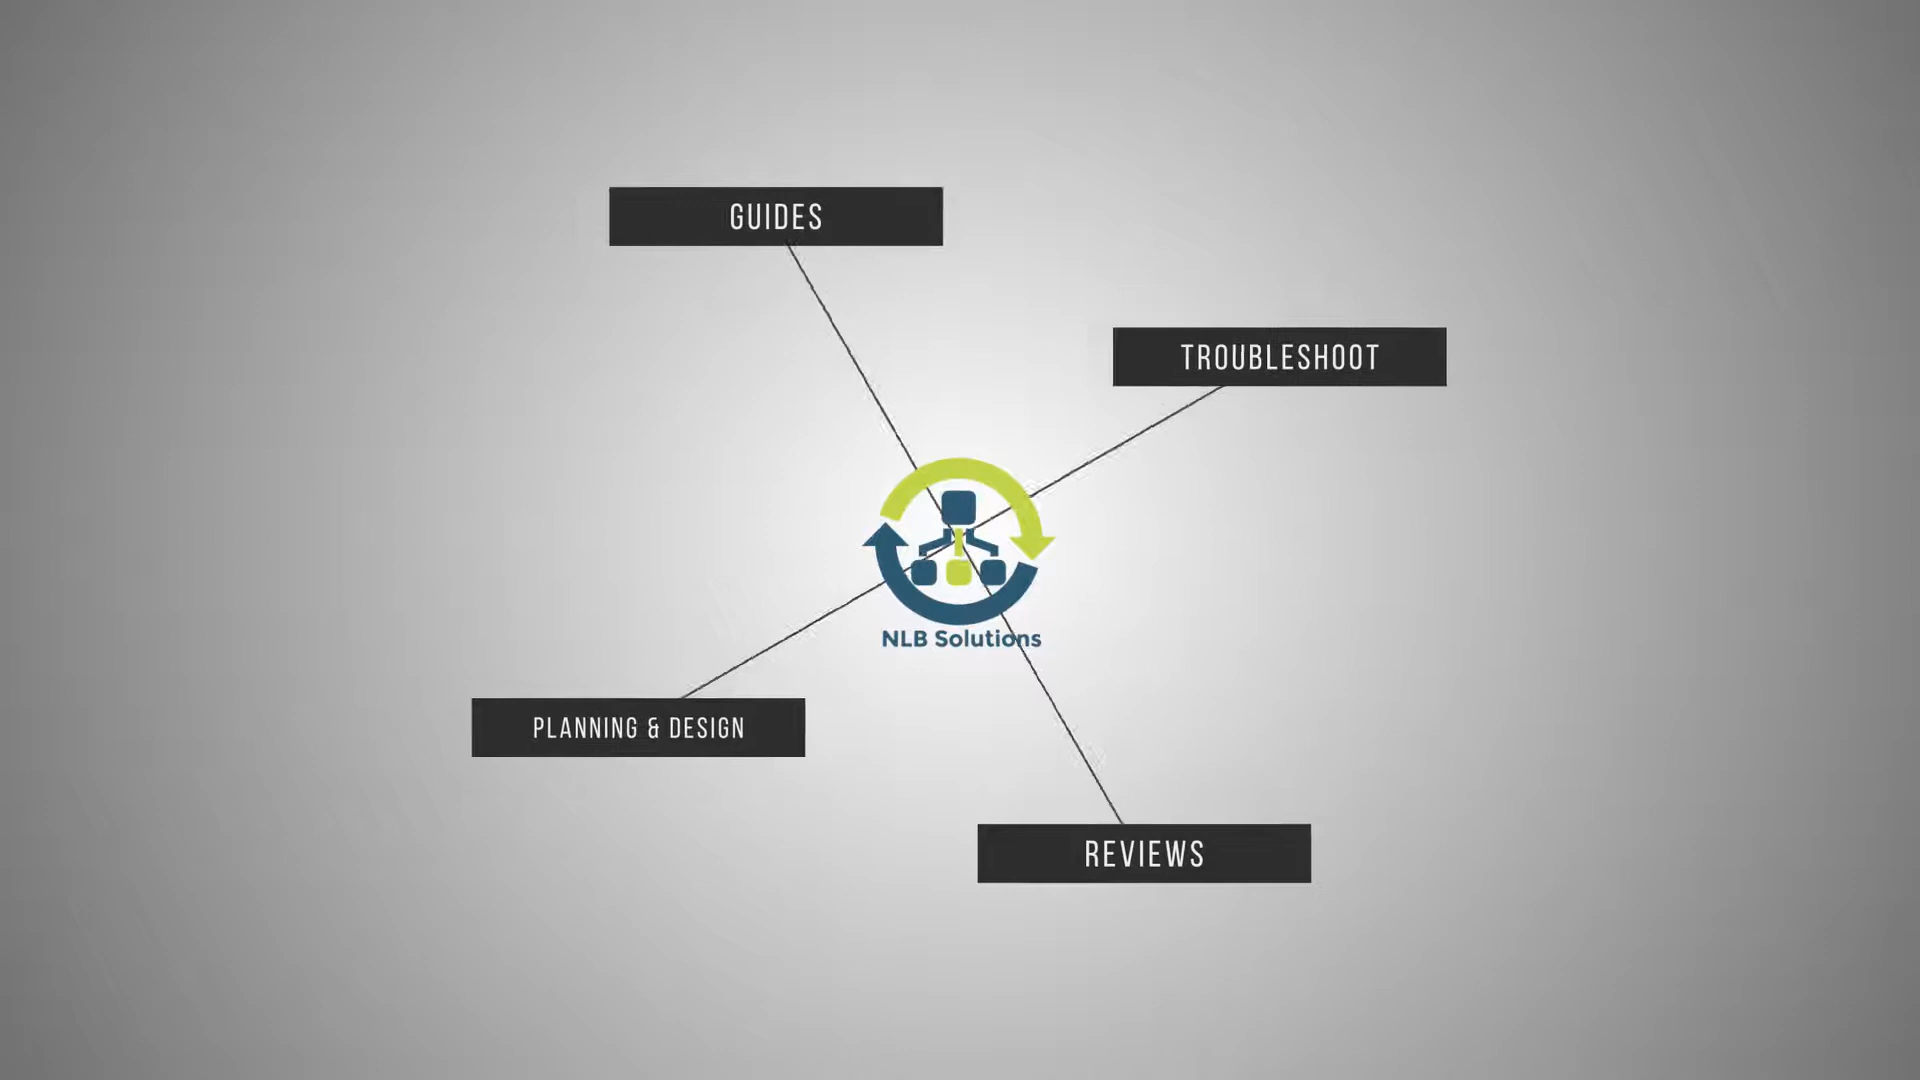 GUIDES
TROUBLESHOOT
NLB Solutions
PLANNING & DESIGN
REVIEWS